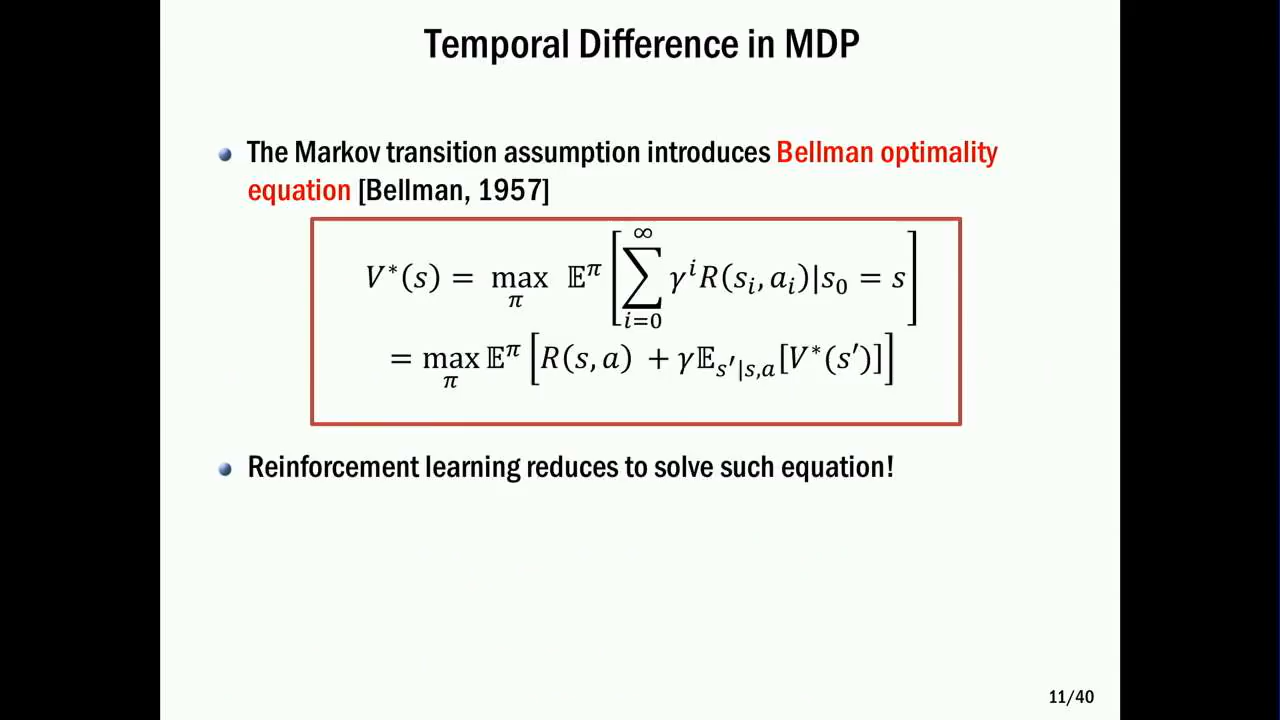 Temporal Difference in MDP
The Markov transition assumption introduces Bellman optimality
equation [Bellman, 1957]
V*(s) = max_π 𝔼^π [∑_{i=0}^{∞} γ^i R(s_i, a_i)|s_0 = s]
= max_π 𝔼^π [R(s, a) + γ𝔼_{s′|s,a}[V*(s′)]]
Reinforcement learning reduces to solve such equation!
11/40